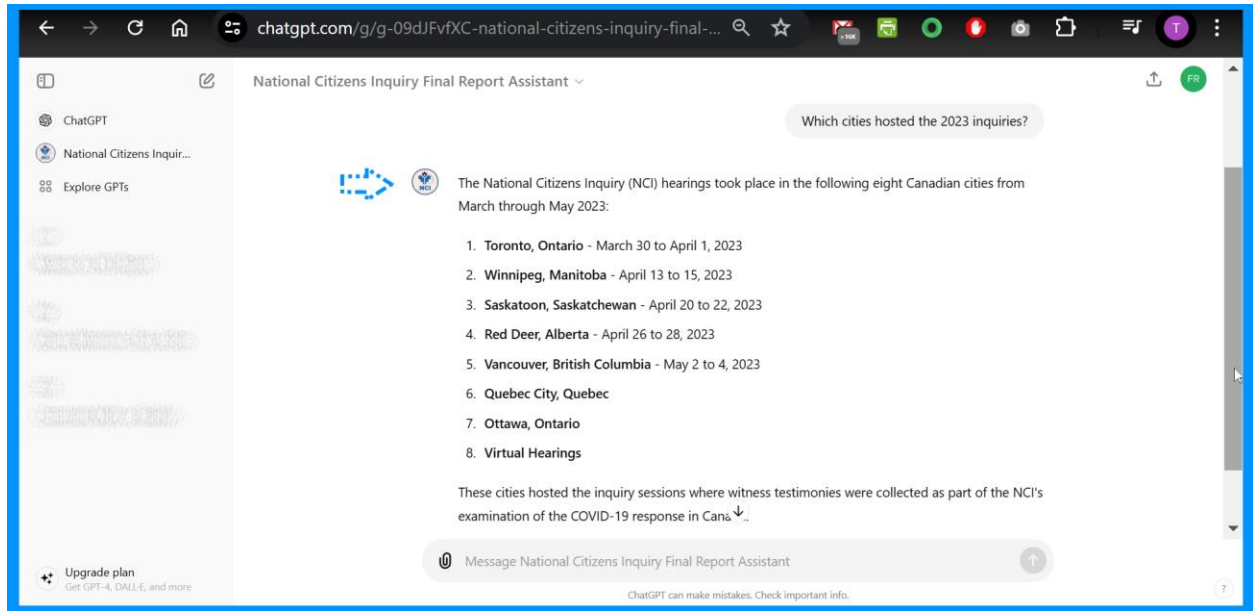 chatgpt.com/g/g-09dJFvfXC-national-citizens-inquiry-final-...
T
National Citizens Inquiry Final Report Assistant
FR
ChatGPT
National Citizens Inquir...
Explore GPTs
Which cities hosted the 2023 inquiries?
NCI
The National Citizens Inquiry (NCI) hearings took place in the following eight Canadian cities from
March through May 2023:
1. Toronto, Ontario - March 30 to April 1, 2023
2. Winnipeg, Manitoba - April 13 to 15, 2023
3. Saskatoon, Saskatchewan - April 20 to 22, 2023
4. Red Deer, Alberta - April 26 to 28, 2023
5. Vancouver, British Columbia - May 2 to 4, 2023
6. Quebec City, Quebec
7. Ottawa, Ontario
8. Virtual Hearings
These cities hosted the inquiry sessions where witness testimonies were collected as part of the NCI's
examination of the COVID-19 response in
Message National Citizens Inquiry Final Report Assistant
Upgrade plan
Get GPT-4, DALL·E, and more
ChatGPT can make mistakes. Check important info.
?